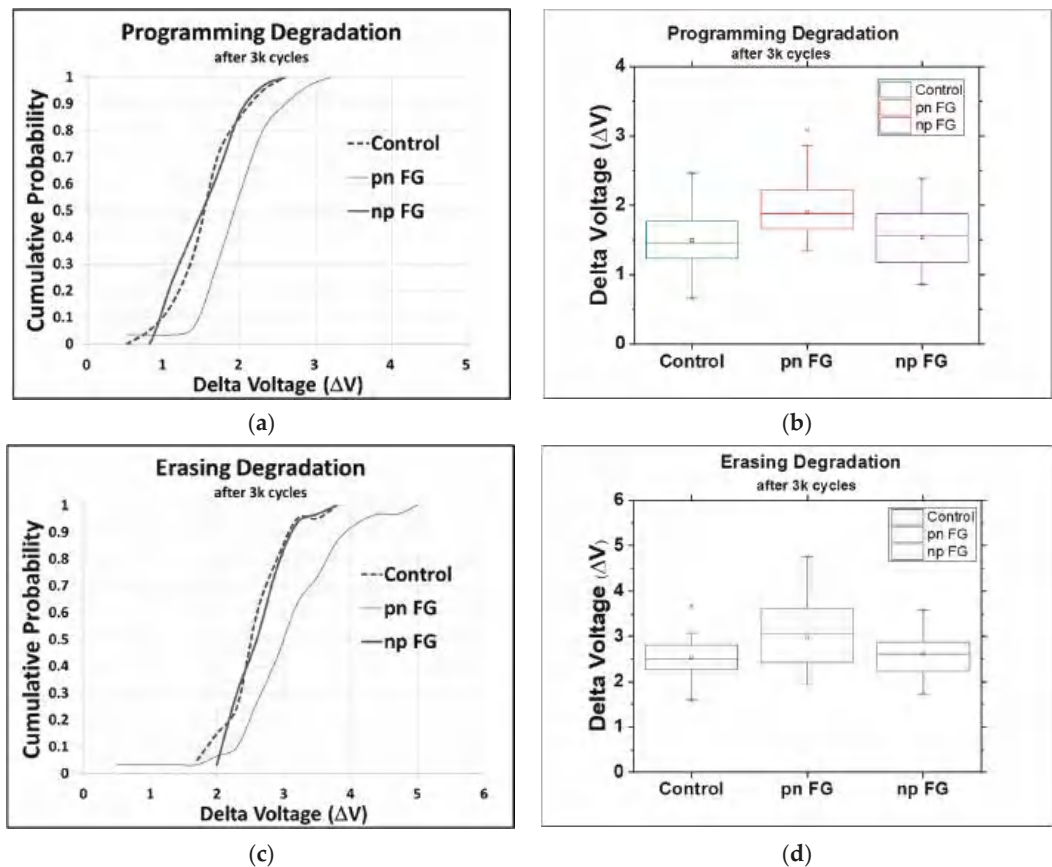 Programming Degradation
after 3k cycles
Cumulative Probability
1
0.9
0.8
0.7
0.6
0.5
0.4
0.3
0.2
0.1
0
Control
pn FG
np FG
0 1 2 3 4 5
Delta Voltage (ΔV)
(a)
Programming Degradation
after 3k cycles
Delta Voltage (ΔV)
4
3
2
1
0
Control
pn FG
np FG
Control pn FG np FG
(b)
Erasing Degradation
after 3k cycles
Cumulative Probability
1
0.9
0.8
0.7
0.6
0.5
0.4
0.3
0.2
0.1
0
Control
pn FG
np FG
0 1 2 3 4 5 6
Delta Voltage (ΔV)
(c)
Erasing Degradation
after 3k cycles
Delta Voltage (ΔV)
6
5
4
3
2
1
0
Control
pn FG
np FG
Control pn FG np FG
(d)